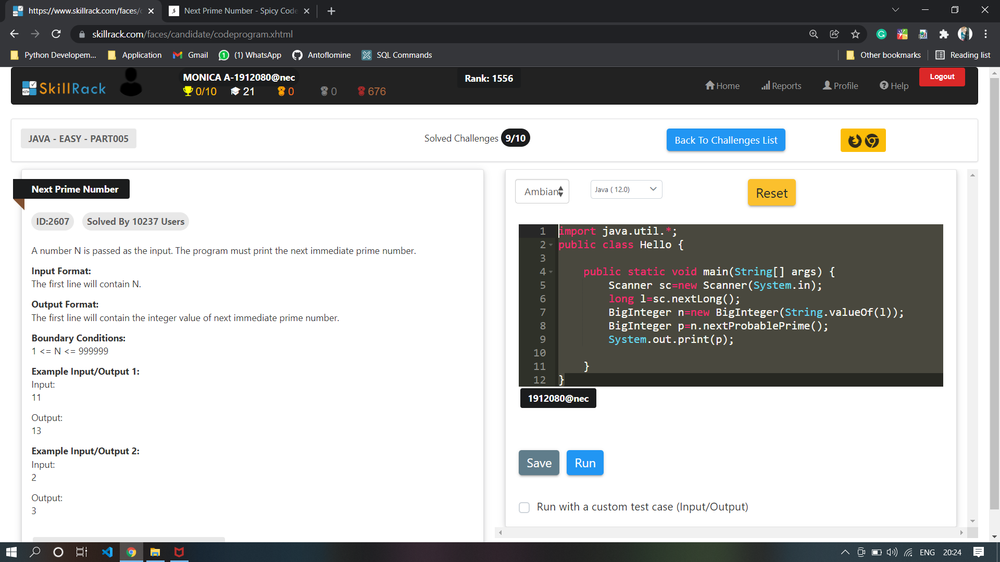 https://www.skillrack.com/faces/c
Next Prime Number - Spicy Code
skillrack.com/faces/candidate/codeprogram.xhtml
Python Developem...
Application
Gmail
(1) WhatsApp
Antoflomine
SQL Commands
Other bookmarks
Reading list
SkillRack
MONICA A-1912080@nec
0/10
21
0
0
676
Rank: 1556
Home
Reports
Profile
Help
Logout
JAVA - EASY - PART005
Solved Challenges 9/10
Back To Challenges List
Next Prime Number
ID:2607
Solved By 10237 Users
A number N is passed as the input. The program must print the next immediate prime number.
Input Format:
The first line will contain N.
Output Format:
The first line will contain the integer value of next immediate prime number.
Boundary Conditions:
1 <= N <= 999999
Example Input/Output 1:
Input:
11
Output:
13
Example Input/Output 2:
Input:
2
Output:
3
Ambian
Java ( 12.0)
Reset
1 import java.util.*;
2 public class Hello {
3
4     public static void main(String[] args) {
5         Scanner sc=new Scanner(System.in);
6         long l=sc.nextLong();
7         BigInteger n=new BigInteger(String.valueOf(l));
8         BigInteger p=n.nextProbablePrime();
9         System.out.print(p);
10
11     }
12 }
1912080@nec
Save
Run
Run with a custom test case (Input/Output)
ENG
20:24